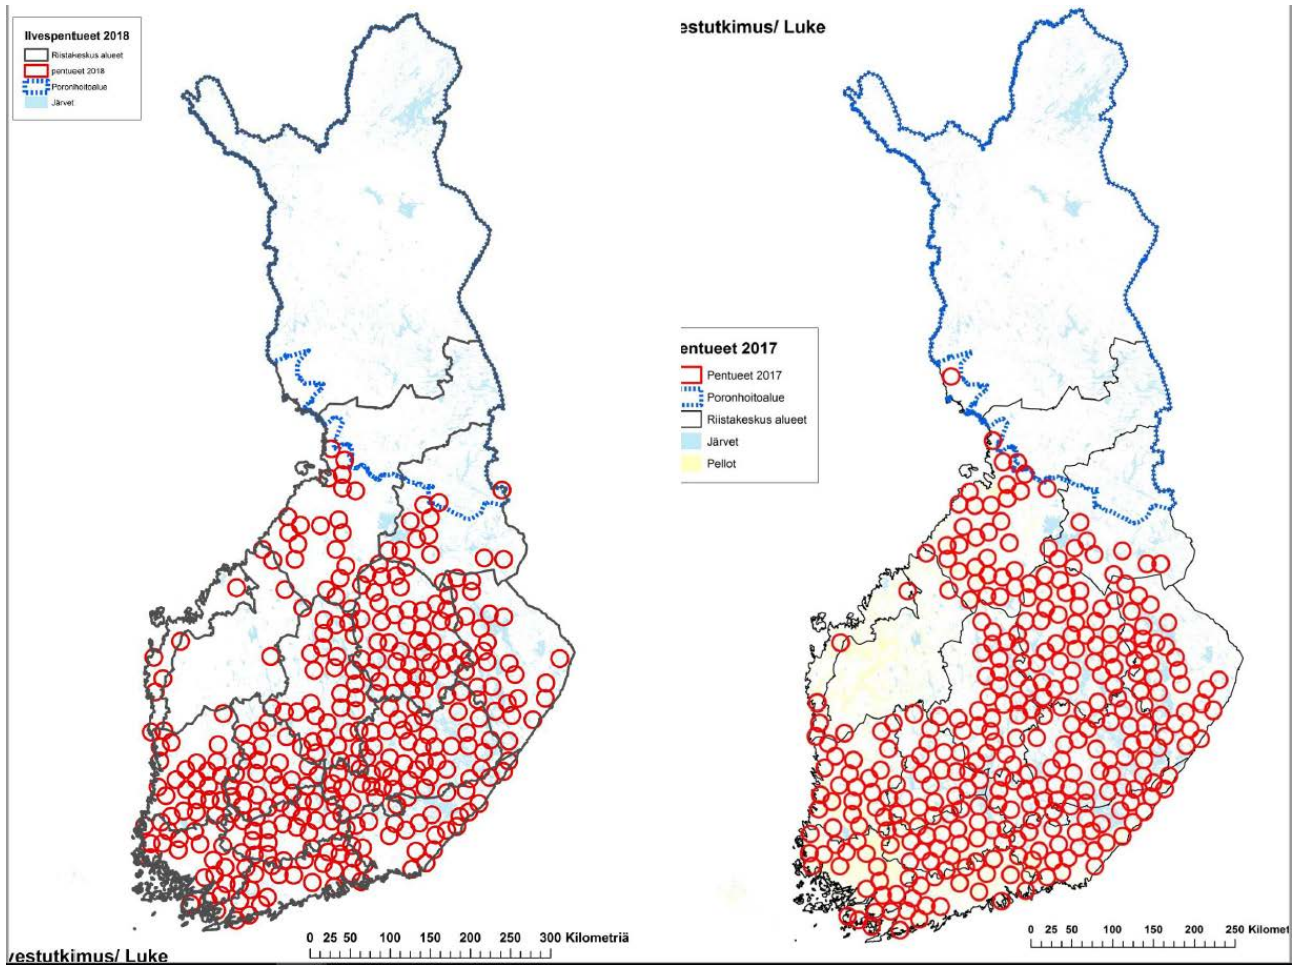 Ilvespentueet 2018
Riistakeskus alueet
pentueet 2018
Poronhoitoalue
Järvet
0 25 50 100 150 200 250 300 Kilometriä
vestutkimus/ Luke
estutkimus/ Luke
entueet 2017
Pentueet 2017
Poronhoitoalue
Riistakeskus alueet
Järvet
Pellot
0 25 50 100 150 200 250 Kilomet